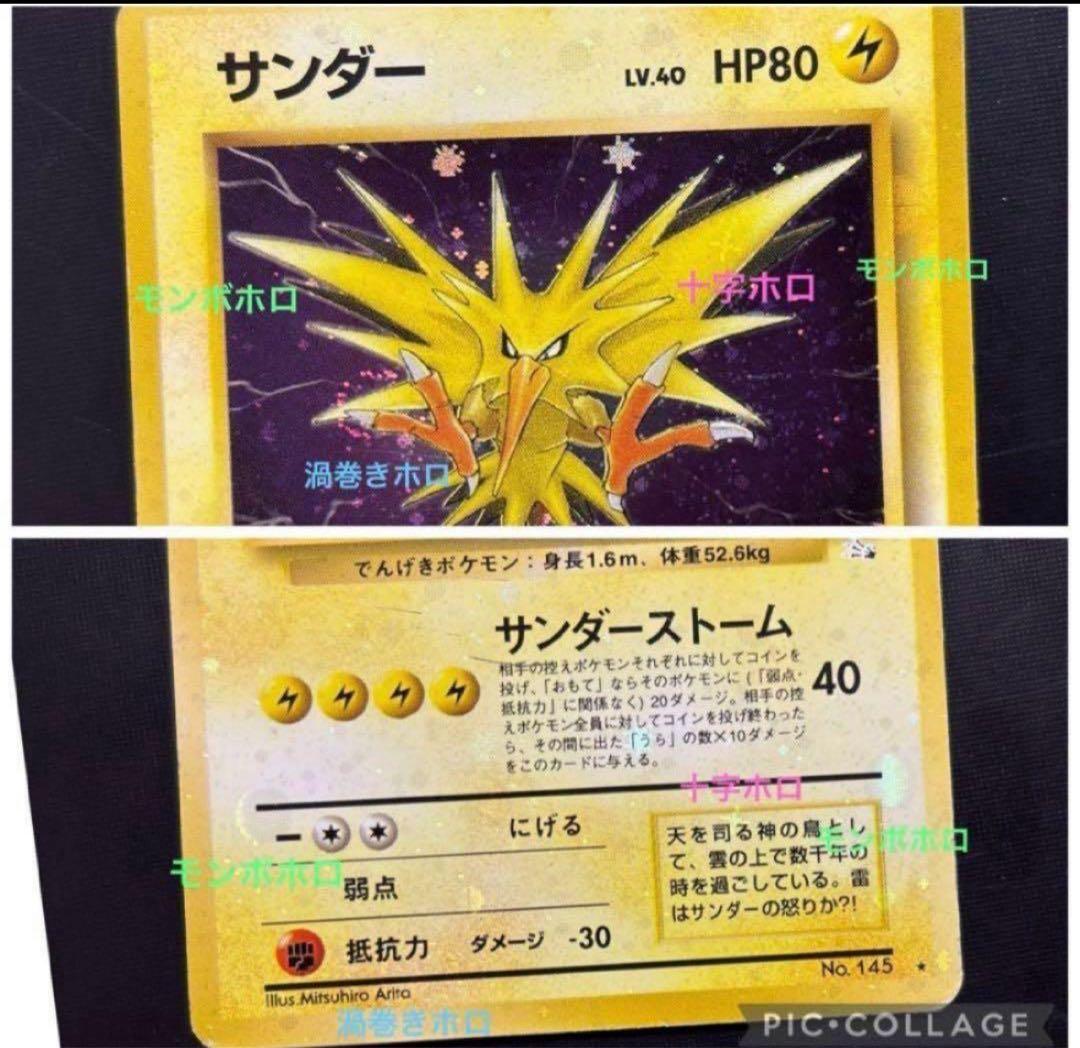 サンダー
LV.40 HP80
モンボホロ
十字ホロ
モンボホロ
渦巻きホロ
でんげきポケモン：身長1.6m、体重52.6kg
サンダーストーム
相手の控えポケモンそれぞれに対してコインを
投げ、「おもて」ならそのポケモンに（「弱点・
抵抗力」に関係なく）20ダメージ。相手の控
えポケモン全員に対してコインを投げ終わった
ら、その間に出た「うら」の数×10ダメージ
をこのカードに与える。
40
十字ホロ
にげる
天を司る神の鳥とし
て、雲の上で数千年の
時を過ごしている。雷
はサンダーの怒りか?!
モンボホロ
モンボホロ
弱点
抵抗力 ダメージ -30
No. 145
Illus.Mitsuhiro Arita
渦巻きホロ
PIC•COLLAGE